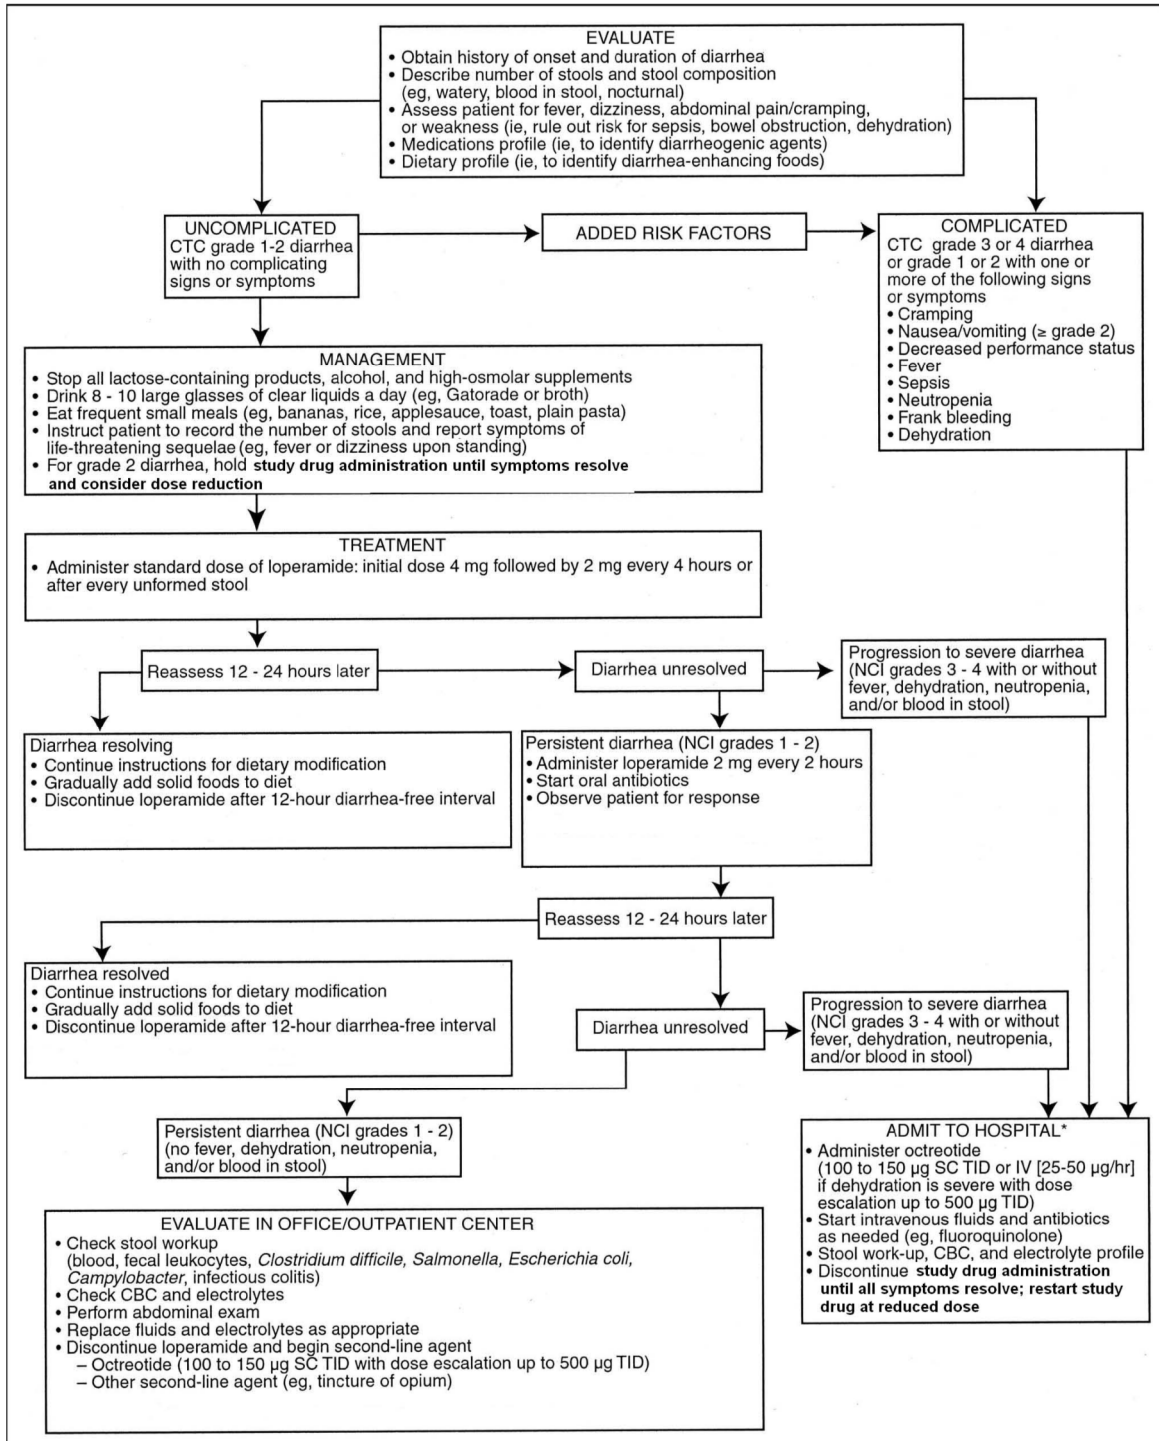 EVALUATE
• Obtain history of onset and duration of diarrhea
• Describe number of stools and stool composition
(eg, watery, blood in stool, nocturnal)
• Assess patient for fever, dizziness, abdominal pain/cramping,
or weakness (ie, rule out risk for sepsis, bowel obstruction, dehydration)
• Medications profile (ie, to identify diarrheogenic agents)
• Dietary profile (ie, to identify diarrhea-enhancing foods)
UNCOMPLICATED
CTC grade 1-2 diarrhea
with no complicating
signs or symptoms
ADDED RISK FACTORS
COMPLICATED
CTC grade 3 or 4 diarrhea
or grade 1 or 2 with one or
more of the following signs
or symptoms
• Cramping
• Nausea/vomiting (≥ grade 2)
• Decreased performance status
• Fever
• Sepsis
• Neutropenia
• Frank bleeding
• Dehydration
MANAGEMENT
• Stop all lactose-containing products, alcohol, and high-osmolar supplements
• Drink 8 - 10 large glasses of clear liquids a day (eg, Gatorade or broth)
• Eat frequent small meals (eg, bananas, rice, applesauce, toast, plain pasta)
• Instruct patient to record the number of stools and report symptoms of
life-threatening sequelae (eg, fever or dizziness upon standing)
• For grade 2 diarrhea, hold study drug administration until symptoms resolve
and consider dose reduction
TREATMENT
• Administer standard dose of loperamide: initial dose 4 mg followed by 2 mg every 4 hours or
after every unformed stool
Reassess 12 - 24 hours later
Diarrhea unresolved
Progression to severe diarrhea
(NCI grades 3 - 4 with or without
fever, dehydration, neutropenia,
and/or blood in stool)
Diarrhea resolving
• Continue instructions for dietary modification
• Gradually add solid foods to diet
• Discontinue loperamide after 12-hour diarrhea-free interval
Persistent diarrhea (NCI grades 1 - 2)
• Administer loperamide 2 mg every 2 hours
• Start oral antibiotics
• Observe patient for response
Reassess 12 - 24 hours later
Diarrhea resolved
• Continue instructions for dietary modification
• Gradually add solid foods to diet
• Discontinue loperamide after 12-hour diarrhea-free interval
Diarrhea unresolved
Progression to severe diarrhea
(NCI grades 3 - 4 with or without
fever, dehydration, neutropenia,
and/or blood in stool)
Persistent diarrhea (NCI grades 1 - 2)
(no fever, dehydration, neutropenia,
and/or blood in stool)
ADMIT TO HOSPITAL*
• Administer octreotide
(100 to 150 µg SC TID or IV [25-50 µg/hr]
if dehydration is severe with dose
escalation up to 500 µg TID)
• Start intravenous fluids and antibiotics
as needed (eg, fluoroquinolone)
• Stool work-up, CBC, and electrolyte profile
• Discontinue study drug administration
until all symptoms resolve; restart study
drug at reduced dose
EVALUATE IN OFFICE/OUTPATIENT CENTER
• Check stool workup
(blood, fecal leukocytes, Clostridium difficile, Salmonella, Escherichia coli,
Campylobacter, infectious colitis)
• Check CBC and electrolytes
• Perform abdominal exam
• Replace fluids and electrolytes as appropriate
• Discontinue loperamide and begin second-line agent
– Octreotide (100 to 150 µg SC TID with dose escalation up to 500 µg TID)
– Other second-line agent (eg, tincture of opium)